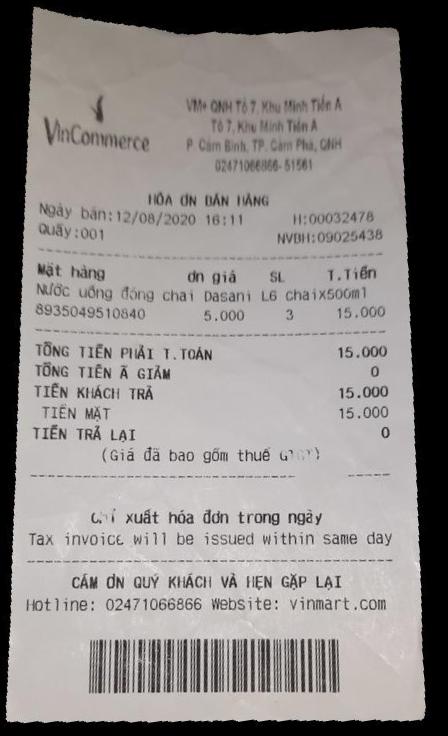 VinCommerce
VM+ QNH Tổ 7, Khu Minh Tiến A
Tổ 7, Khu Minh Tiến A
P. Cẩm Bình, TP. Cẩm Phả, QNH
02471066866-51561
HÓA ƠN BÁN HÀNG
Ngày bán:12/08/2020 16:11 H:00032478
Quầy:001 NVBH:09025438
Mặt hàng ơn giá SL T.Tiền
Nước uống đóng chai Dasani L6 chaix500ml
8935049510840 5.000 3 15.000
TỔNG TIỀN PHẢI T.TOÁN 15.000
TỔNG TIỀN Ã GIẢM 0
TIỀN KHÁCH TRẢ 15.000
TIỀN MẶT 15.000
TIỀN TRẢ LẠI 0
(Giá đã bao gồm thuế GTGT)
Chỉ xuất hóa đơn trong ngày
Tax invoice will be issued within same day
CẢM ƠN QUÝ KHÁCH VÀ HẸN GẶP LẠI
Hotline: 02471066866 Website: vinmart.com